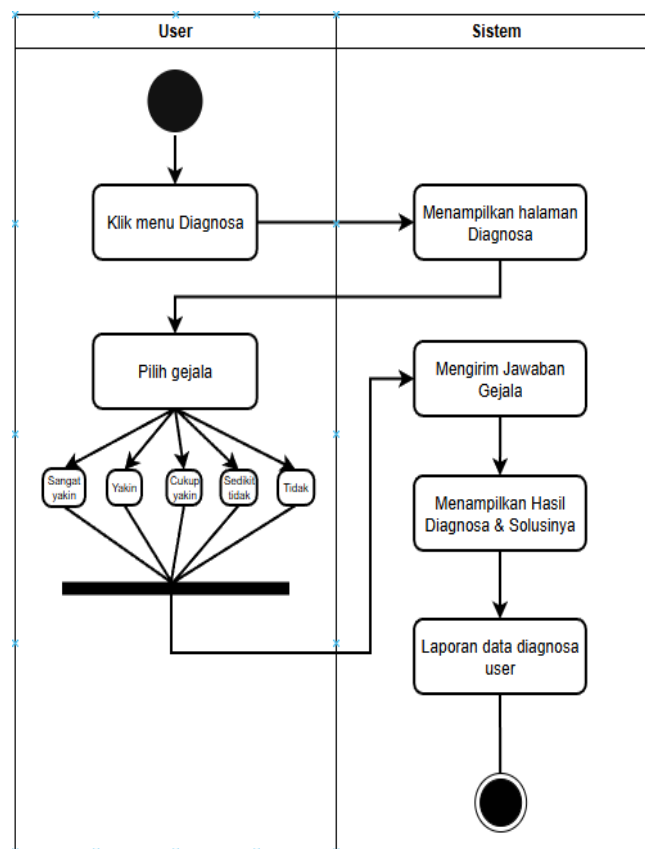 User
Sistem
Klik menu Diagnosa
Menampilkan halaman
Diagnosa
Pilih gejala
Sangat
yakin
Yakin
Cukup
yakin
Sedikit
tidak
Tidak
Mengirim Jawaban
Gejala
Menampilkan Hasil
Diagnosa & Solusinya
Laporan data diagnosa
user